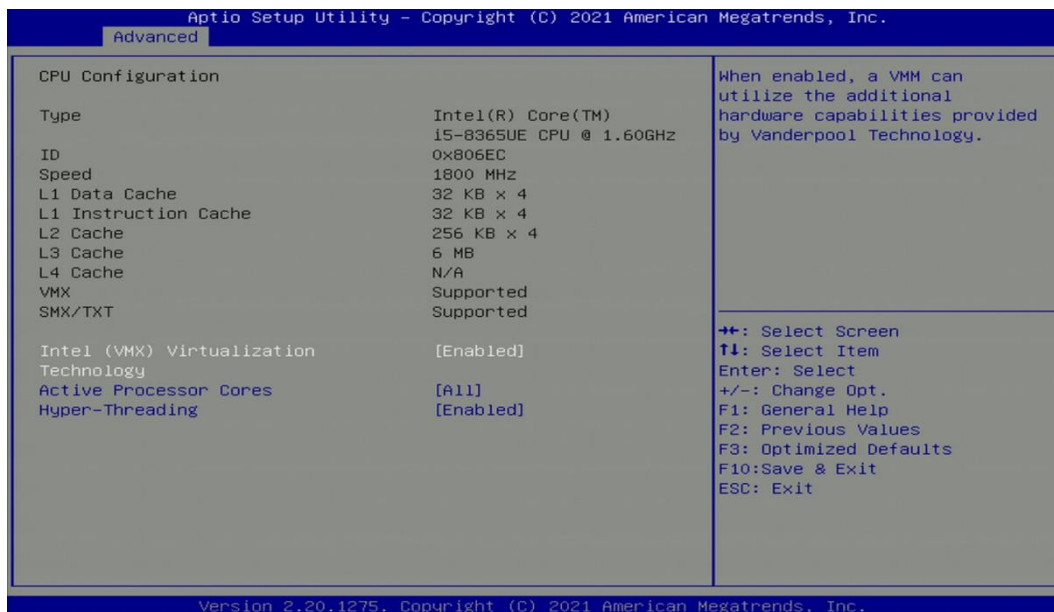 Aptio Setup Utility – Copyright (C) 2021 American Megatrends, Inc.
Advanced
CPU Configuration
Type Intel(R) Core(TM)
i5-8365UE CPU @ 1.60GHz
ID 0x806EC
Speed 1800 MHz
L1 Data Cache 32 KB x 4
L1 Instruction Cache 32 KB x 4
L2 Cache 256 KB x 4
L3 Cache 6 MB
L4 Cache N/A
VMX Supported
SMX/TXT Supported
Intel (VMX) Virtualization [Enabled]
Technology
Active Processor Cores [All]
Hyper-Threading [Enabled]
When enabled, a VMM can
utilize the additional
hardware capabilities provided
by Vanderpool Technology.
→←: Select Screen
↑↓: Select Item
Enter: Select
+/-: Change Opt.
F1: General Help
F2: Previous Values
F3: Optimized Defaults
F10:Save & Exit
ESC: Exit
Version 2.20.1275. Copyright (C) 2021 American Megatrends, Inc.